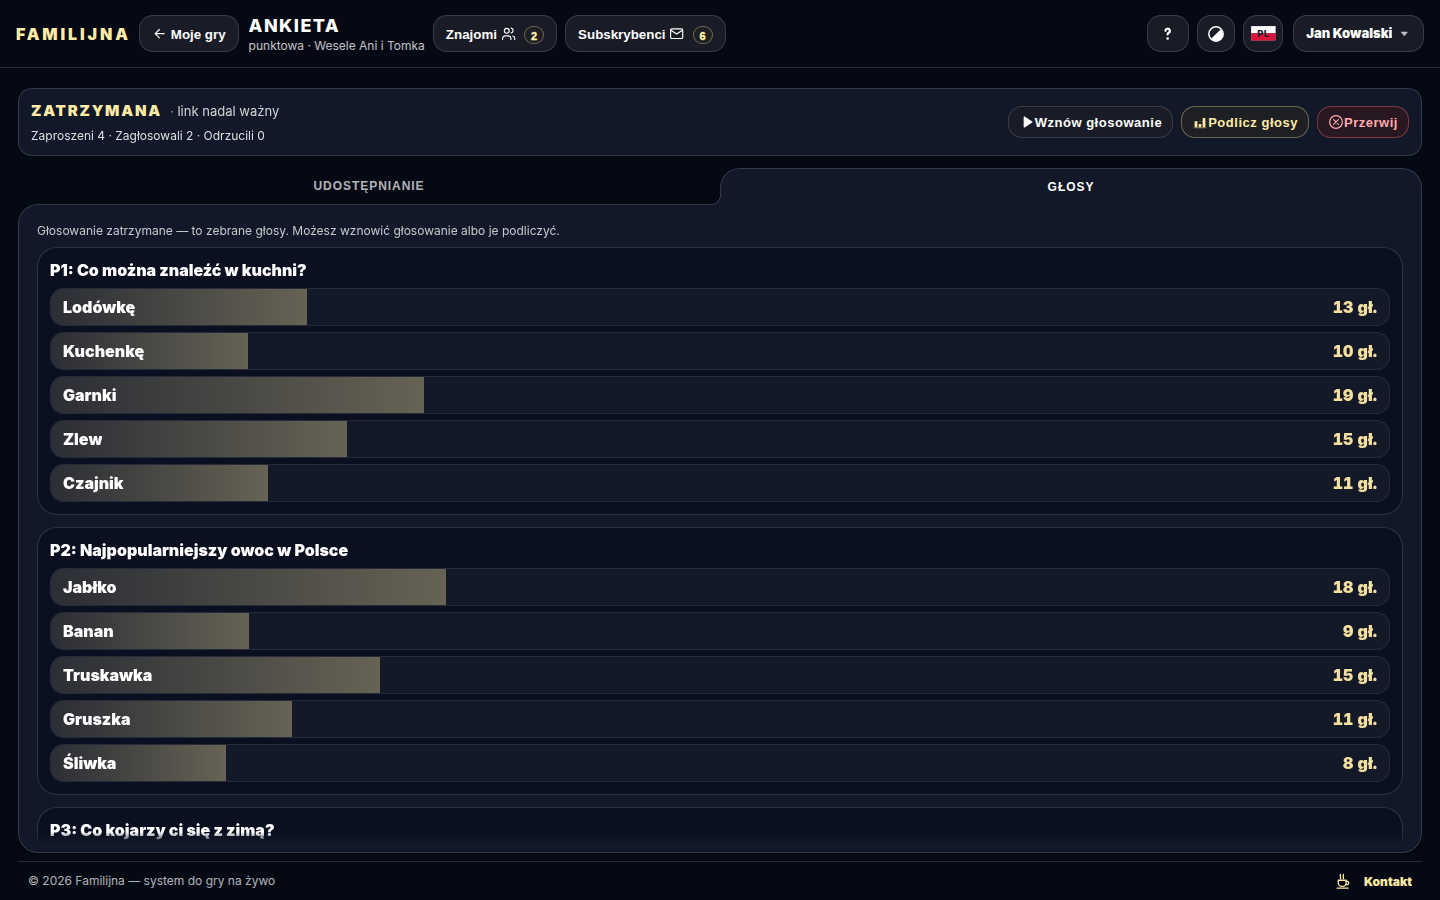 FAMILIJNA
← Moje gry
ANKIETA
punktowa · Wesele Ani i Tomka
Znajomi 2
Subskrybenci 6
?
PL
Jan Kowalski
ZATRZYMANA · link nadal ważny
Zaproszeni 4 · Zagłosowali 2 · Odrzucili 0
Wznów głosowanie
Podlicz głosy
Przerwij
UDOSTĘPNIANIE
GŁOSY
Głosowanie zatrzymane — to zebrane głosy. Możesz wznowić głosowanie albo je podliczyć.
P1: Co można znaleźć w kuchni?
Lodówkę 13 gł.
Kuchenkę 10 gł.
Garnki 19 gł.
Zlew 15 gł.
Czajnik 11 gł.
P2: Najpopularniejszy owoc w Polsce
Jabłko 18 gł.
Banan 9 gł.
Truskawka 15 gł.
Gruszka 11 gł.
Śliwka 8 gł.
P3: Co kojarzy ci się z zimą?
© 2026 Familijna — system do gry na żywo
Kontakt